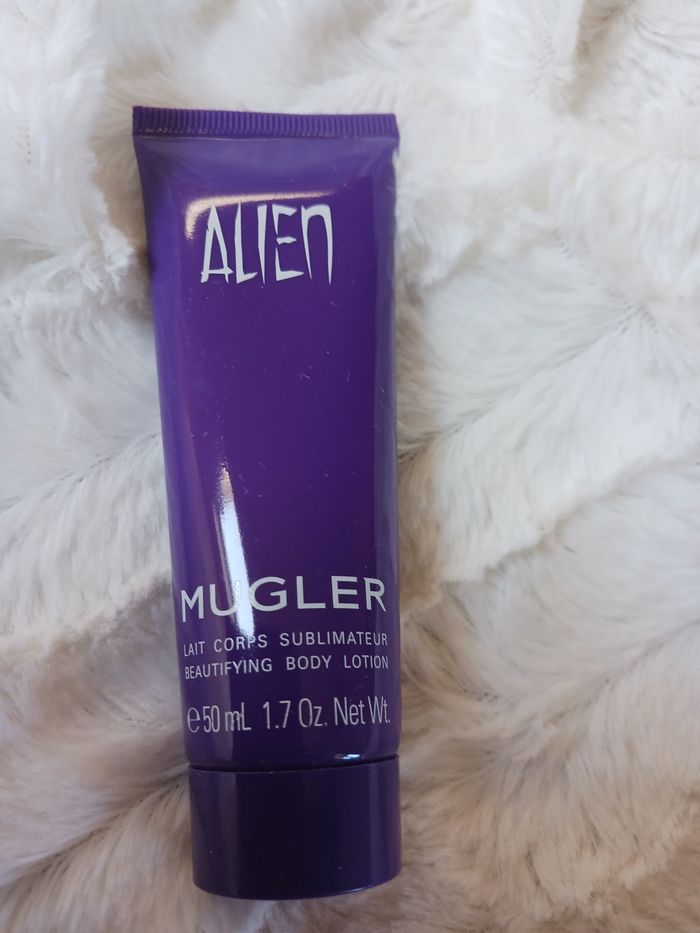 ALIEN
MUGLER
LAIT CORPS SUBLIMATEUR
BEAUTIFYING BODY LOTION
℮50 mL 1.7 Oz. Net Wt.